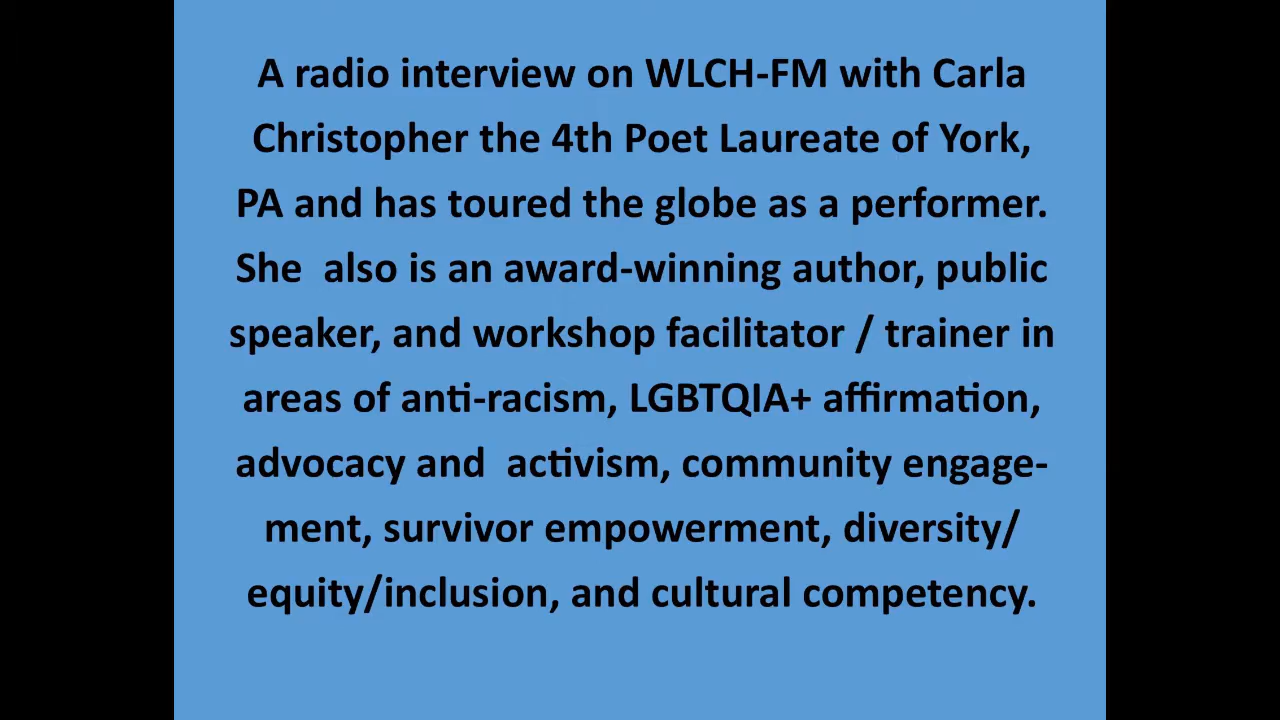 A radio interview on WLCH-FM with Carla
Christopher the 4th Poet Laureate of York,
PA and has toured the globe as a performer.
She  also is an award-winning author, public
speaker, and workshop facilitator / trainer in
areas of anti-racism, LGBTQIA+ affirmation,
advocacy and  activism, community engage-
ment, survivor empowerment, diversity/
equity/inclusion, and cultural competency.